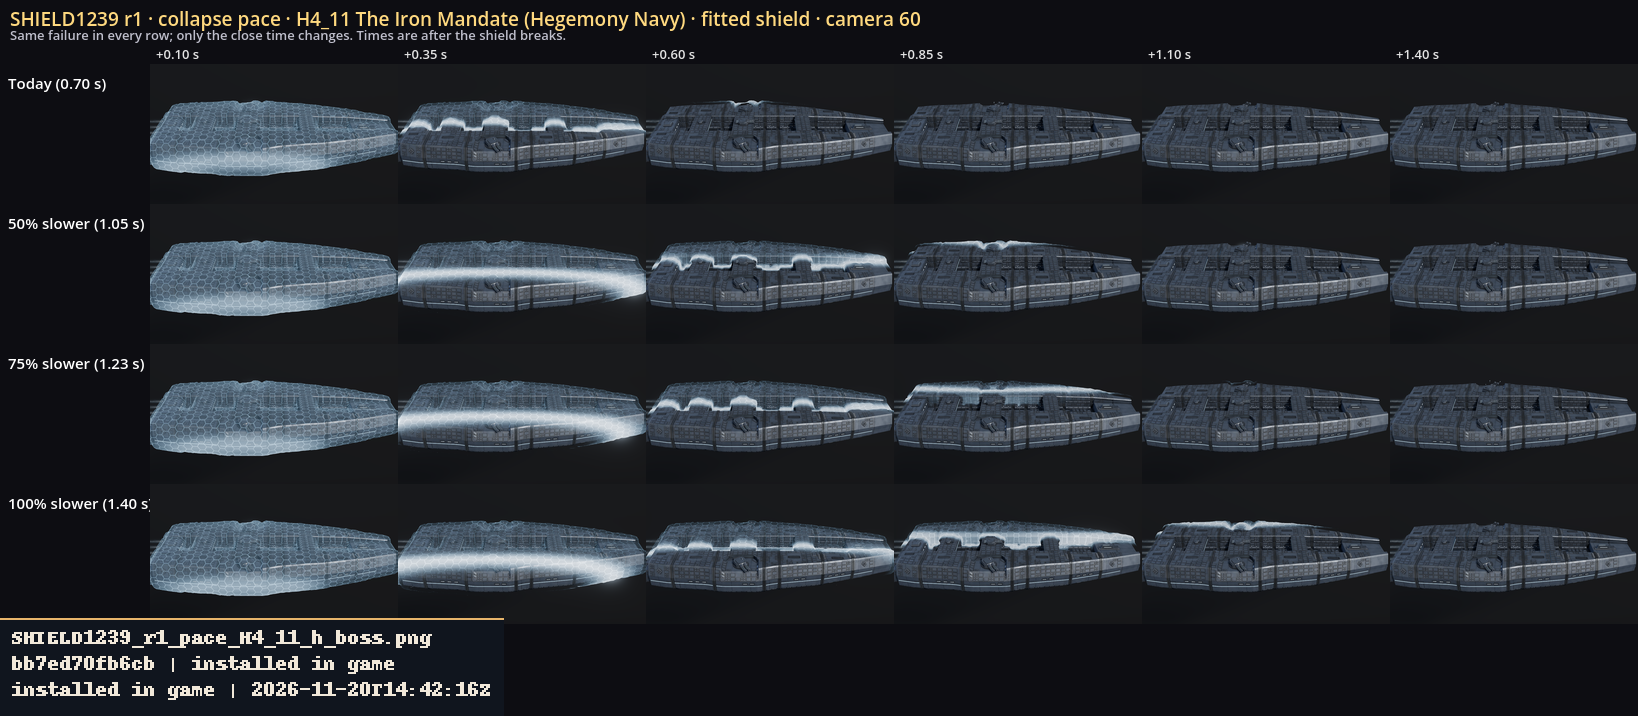 SHIELD1239 r1 · collapse pace · H4_11 The Iron Mandate (Hegemony Navy) · fitted shield · camera 60
Same failure in every row; only the close time changes. Times are after the shield breaks.
+0.10 s +0.35 s +0.60 s +0.85 s +1.10 s +1.40 s
Today (0.70 s)
50% slower (1.05 s)
75% slower (1.23 s)
100% slower (1.40 s)
SHIELD1239_r1_pace_H4_11_h_boss.png
bb7ed70fb6cb | installed in game
installed in game | 2026-11-20T14:42:16Z